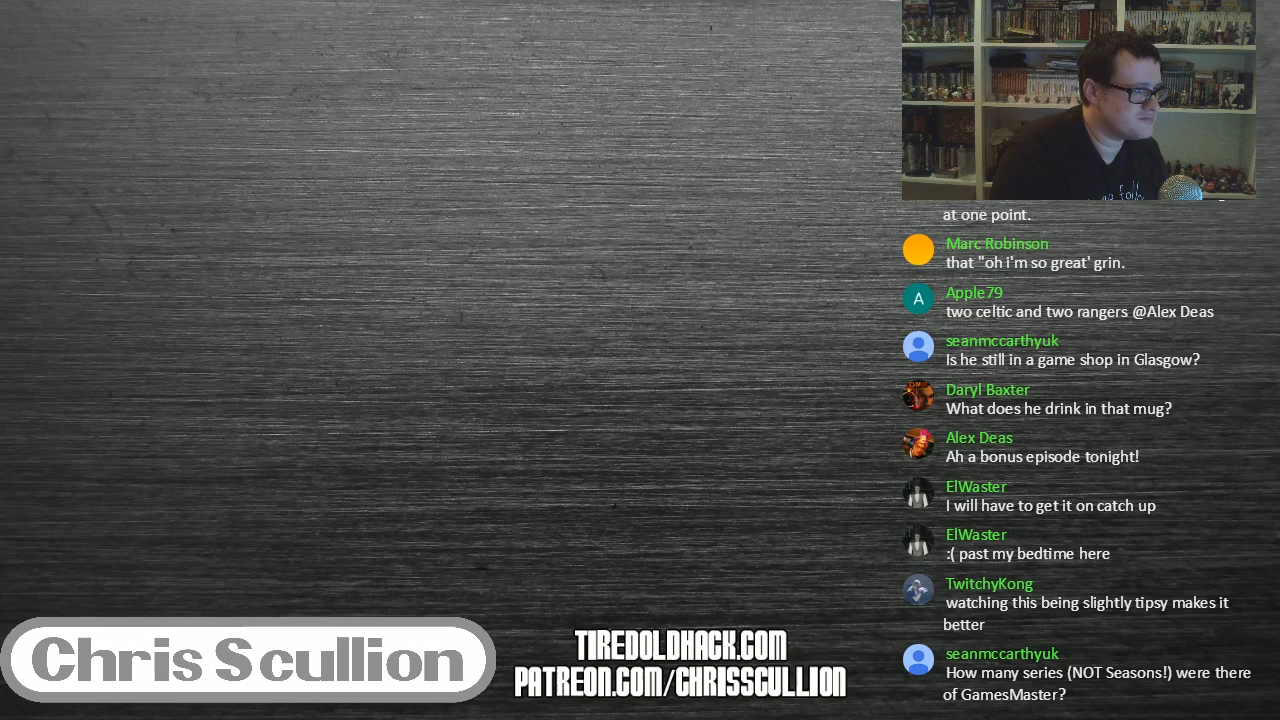 at one point.
Marc Robinson
that "oh i'm so great' grin.
A
Apple79
two celtic and two rangers @Alex Deas
seanmccarthyuk
Is he still in a game shop in Glasgow?
Daryl Baxter
What does he drink in that mug?
Alex Deas
Ah a bonus episode tonight!
ElWaster
I will have to get it on catch up
ElWaster
:( past my bedtime here
TwitchyKong
watching this being slightly tipsy makes it
better
seanmccarthyuk
How many series (NOT Seasons!) were there
of GamesMaster?
Chris Scullion
TIREDOLDHACK.COM
PATREON.COM/CHRISSCULLION